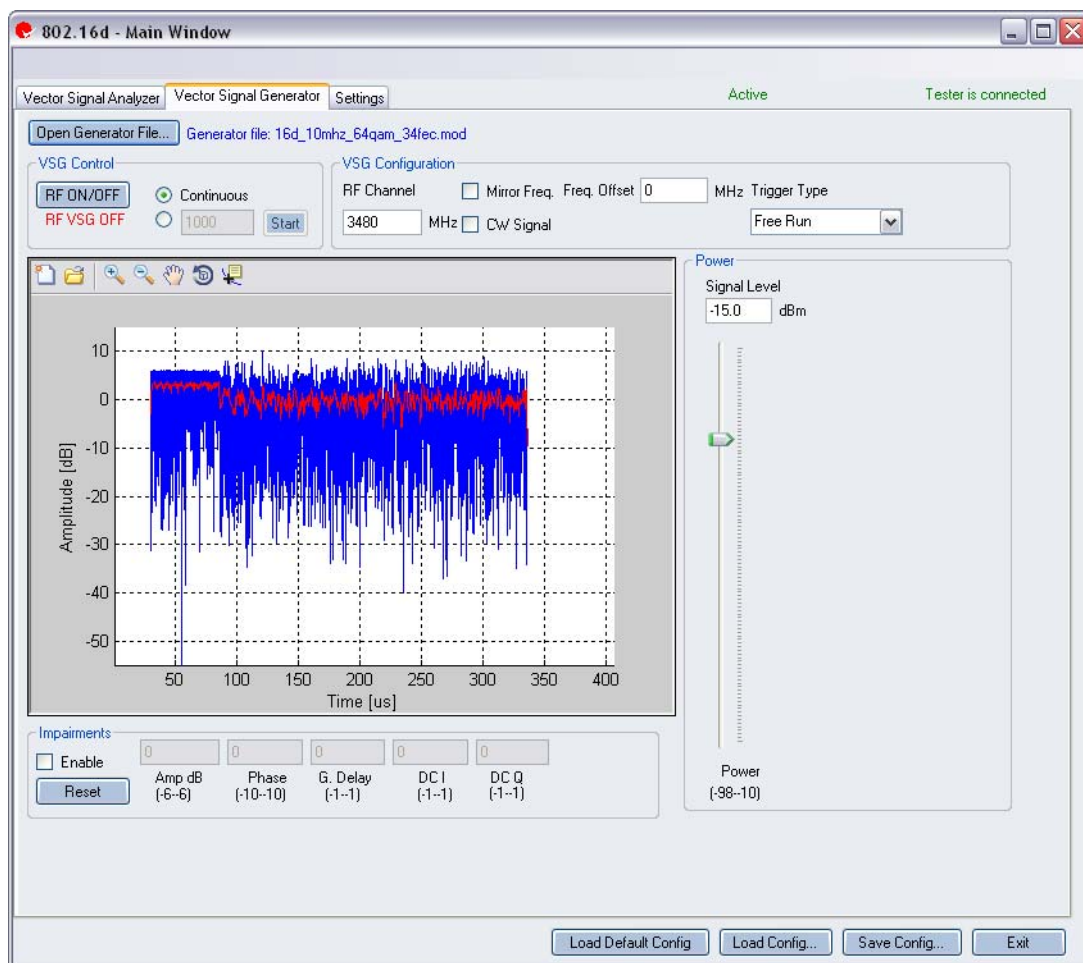 802.16d - Main Window
Vector Signal Analyzer Vector Signal Generator Settings Active Tester is connected
Open Generator File... Generator file: 16d_10mhz_64qam_34fec.mod
VSG Control VSG Configuration
RF ON/OFF Continuous RF Channel Mirror Freq. Freq. Offset 0 MHz Trigger Type
RF VSG OFF 1000 Start 3480 MHz CW Signal Free Run
Power
Signal Level
-15.0 dBm
10
0
-10
-20
-30
-40
-50
Amplitude [dB]
50 100 150 200 250 300 350 400
Time [us]
Impairments
Enable 0 0 0 0 0
Reset Amp dB Phase G. Delay DC I DC Q
(-6--6) (-10--10) (-1--1) (-1--1) (-1--1)
Power
(-98--10)
Load Default Config Load Config... Save Config... Exit